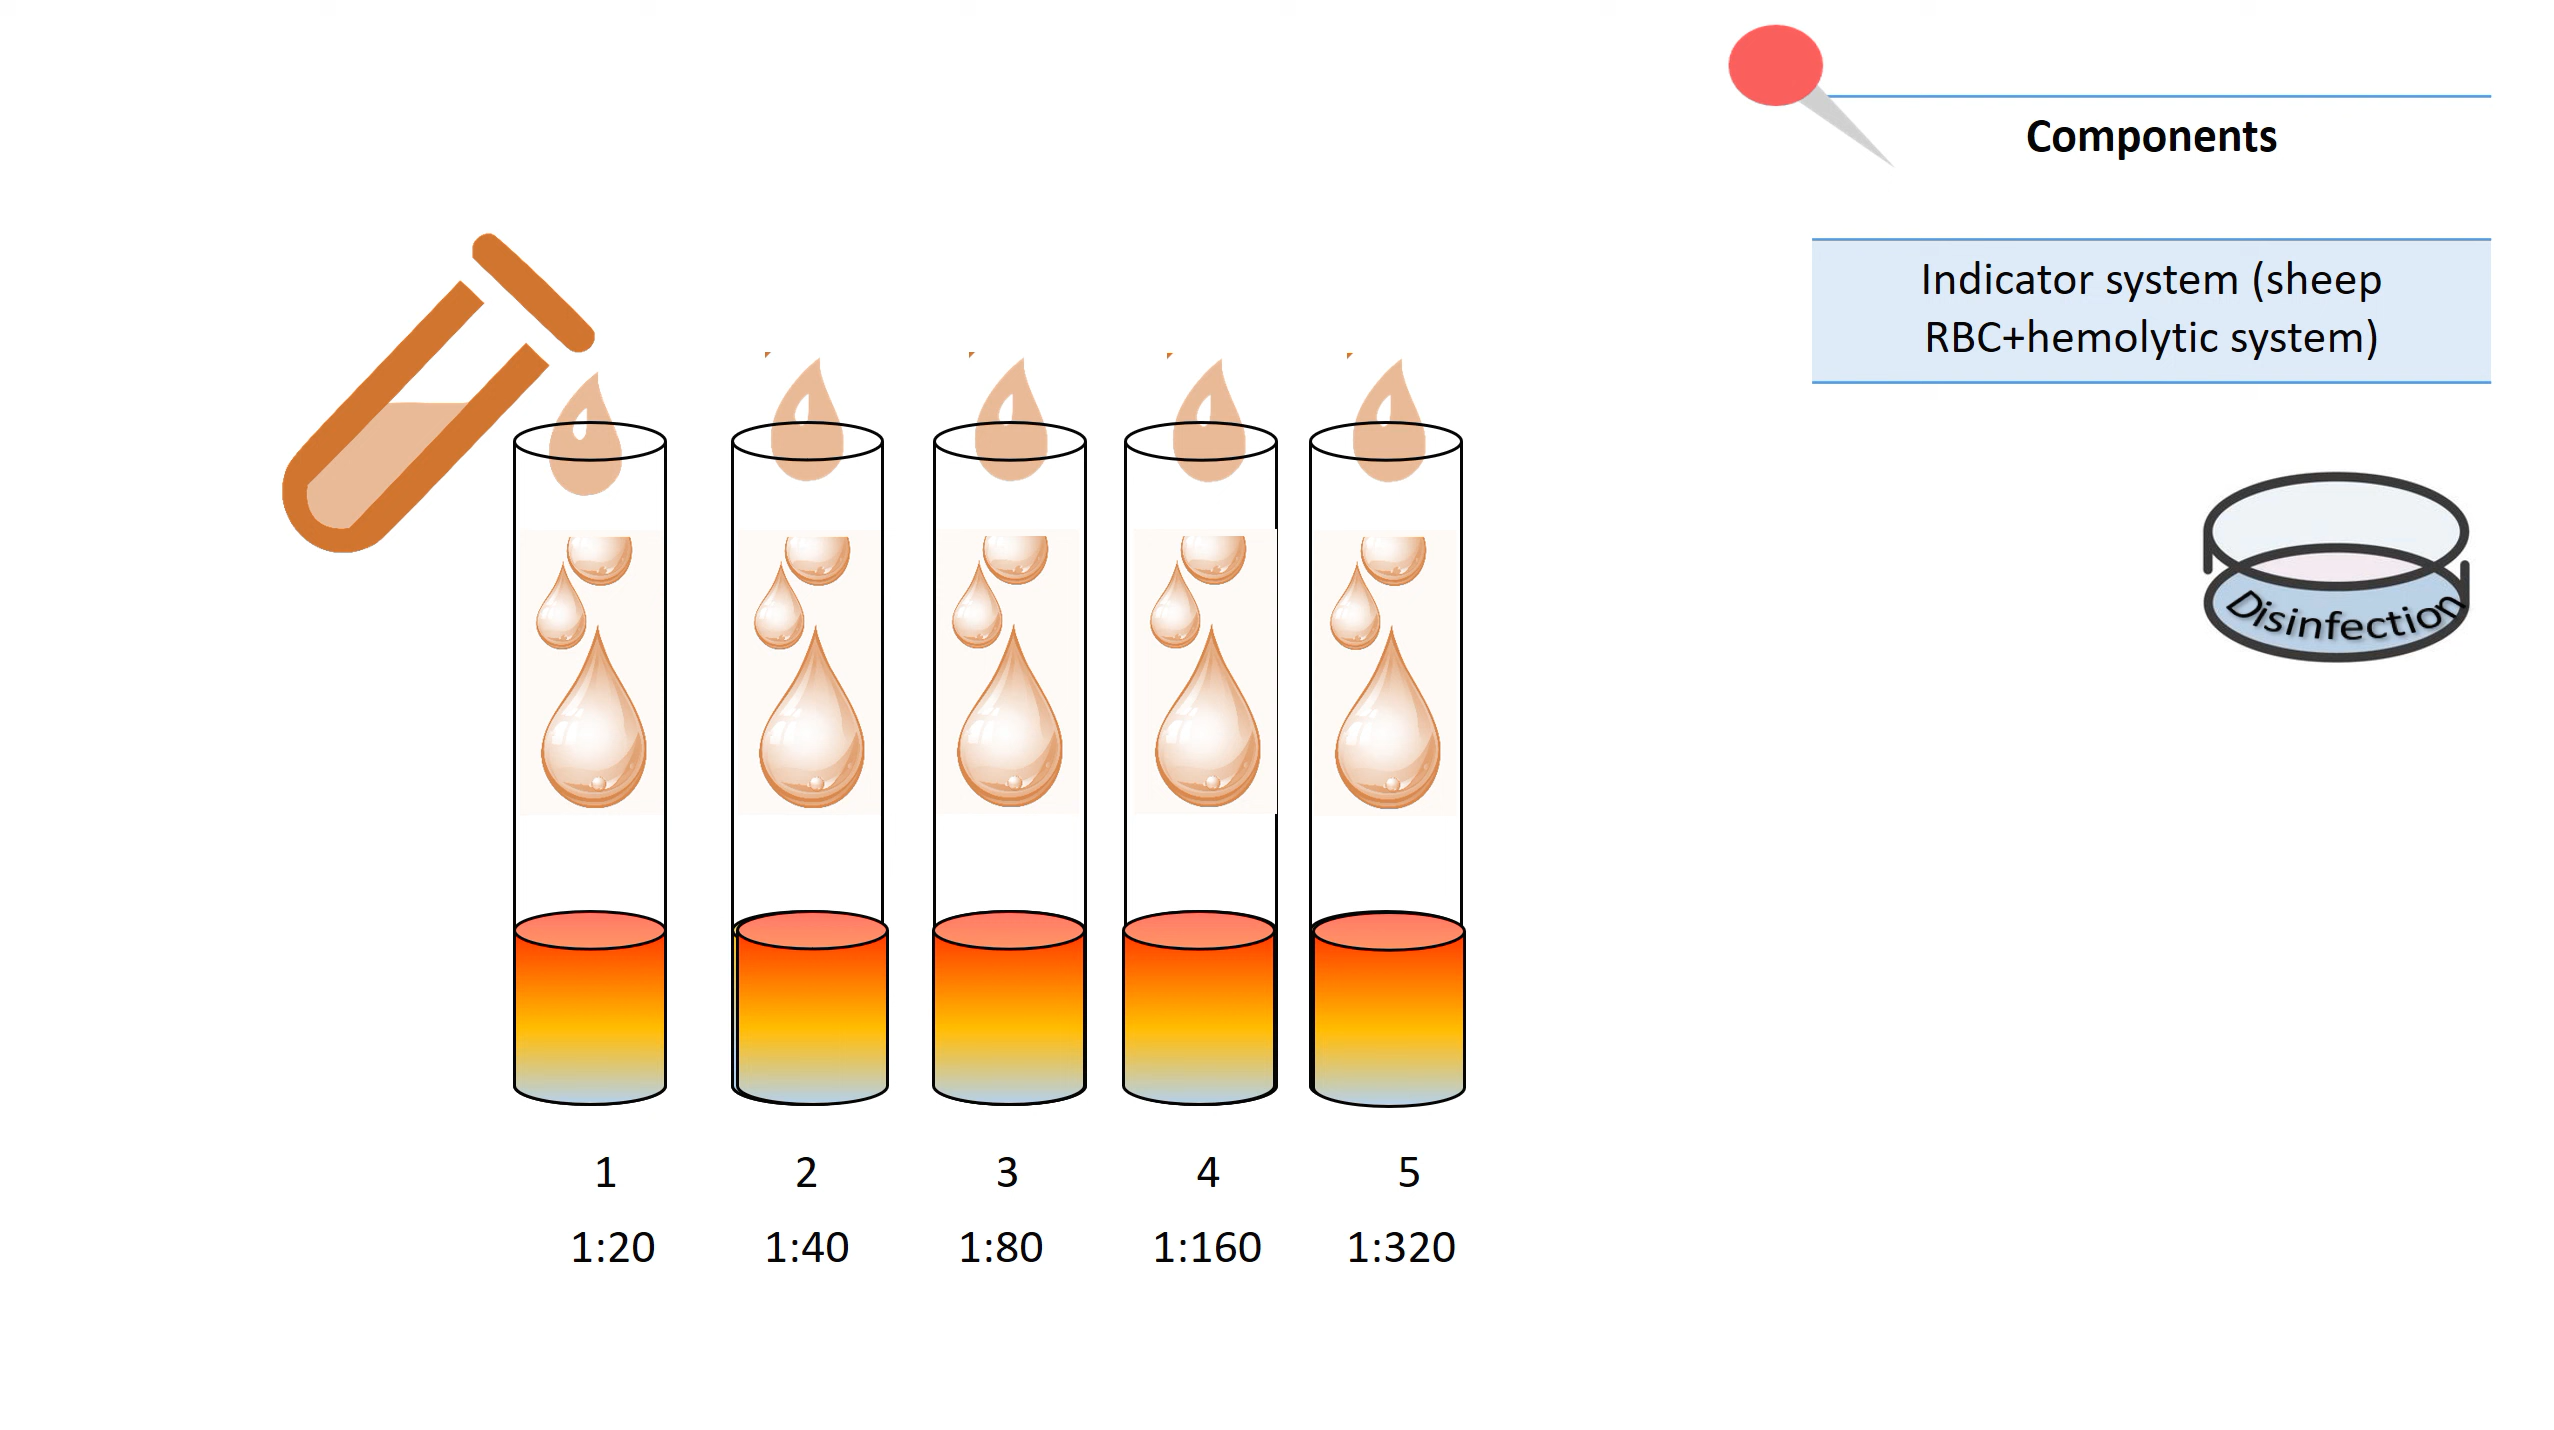 Components
Indicator system (sheep
RBC+hemolytic system)
Disinfection
1 2 3 4 5
1:20 1:40 1:80 1:160 1:320